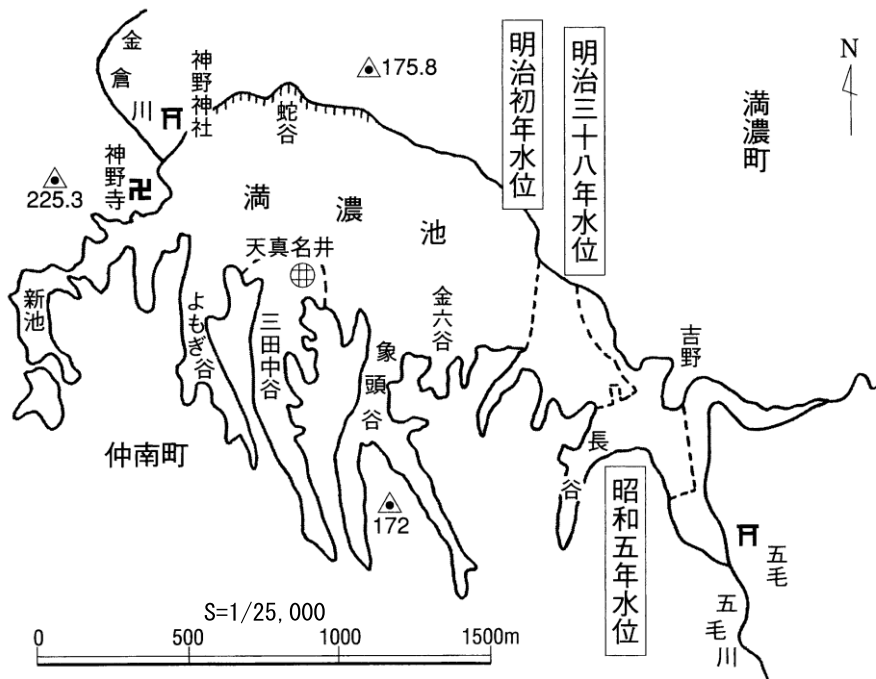 金倉川
神野神社
蛇谷
175.8
明治初年水位
明治三十八年水位
N
満濃町
225.3
神野寺
満濃池
天真名井
井
新池
よもぎ谷
三田中谷
象頭谷
金六谷
吉野
仲南町
長谷
172
昭和五年水位
五毛
五毛川
S=1/25,000
0 500 1000 1500m